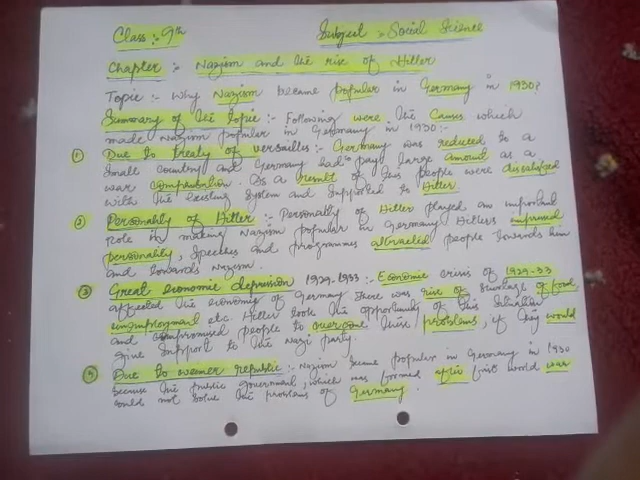 Class :- 9th Subject :- Social Science
Chapter :- Nazism and the rise of Hitler
Topic :- Why Nazism became popular in Germany in 1930?
Summary of the topic :- Following were the causes which
made Nazism popular in Germany in 1930:-
① Due to treaty of versailles :- Germany was reduced to a
small country and Germany had to pay large amount as a
war compensation. As a result of this people were dissatisfied
with the existing system and supported to Hitler
② Personality of Hitler :- Personality of Hitler played an important
role in making Nazism popular in Germany Hitlers
personality, speeches and programmes attracted people towards him
and towards Nazism.
③ Great economic depression 1929-1933 :- Economic crisis of 1929-33
affected the economy of Germany There was rise of shortage of food,
unemployment etc. Hitler took the opportunity of this situation
and people to overcome these problems, if they would
give support to the Nazi party.
④ Due to weemer republic :- Nazism became popular in Germany in 1930
because the public government, which was formed after first world war
could not solve the problems of Germany.